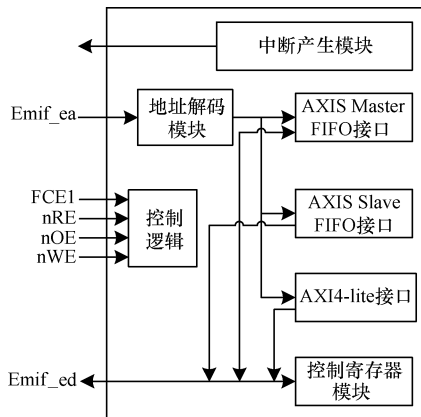 中断产生模块
Emif_ea
地址解码
模块
AXIS Master
FIFO接口
FCE1
nRE
nOE
nWE
控制
逻辑
AXIS Slave
FIFO接口
AXI4-lite接口
Emif_ed
控制寄存器
模块